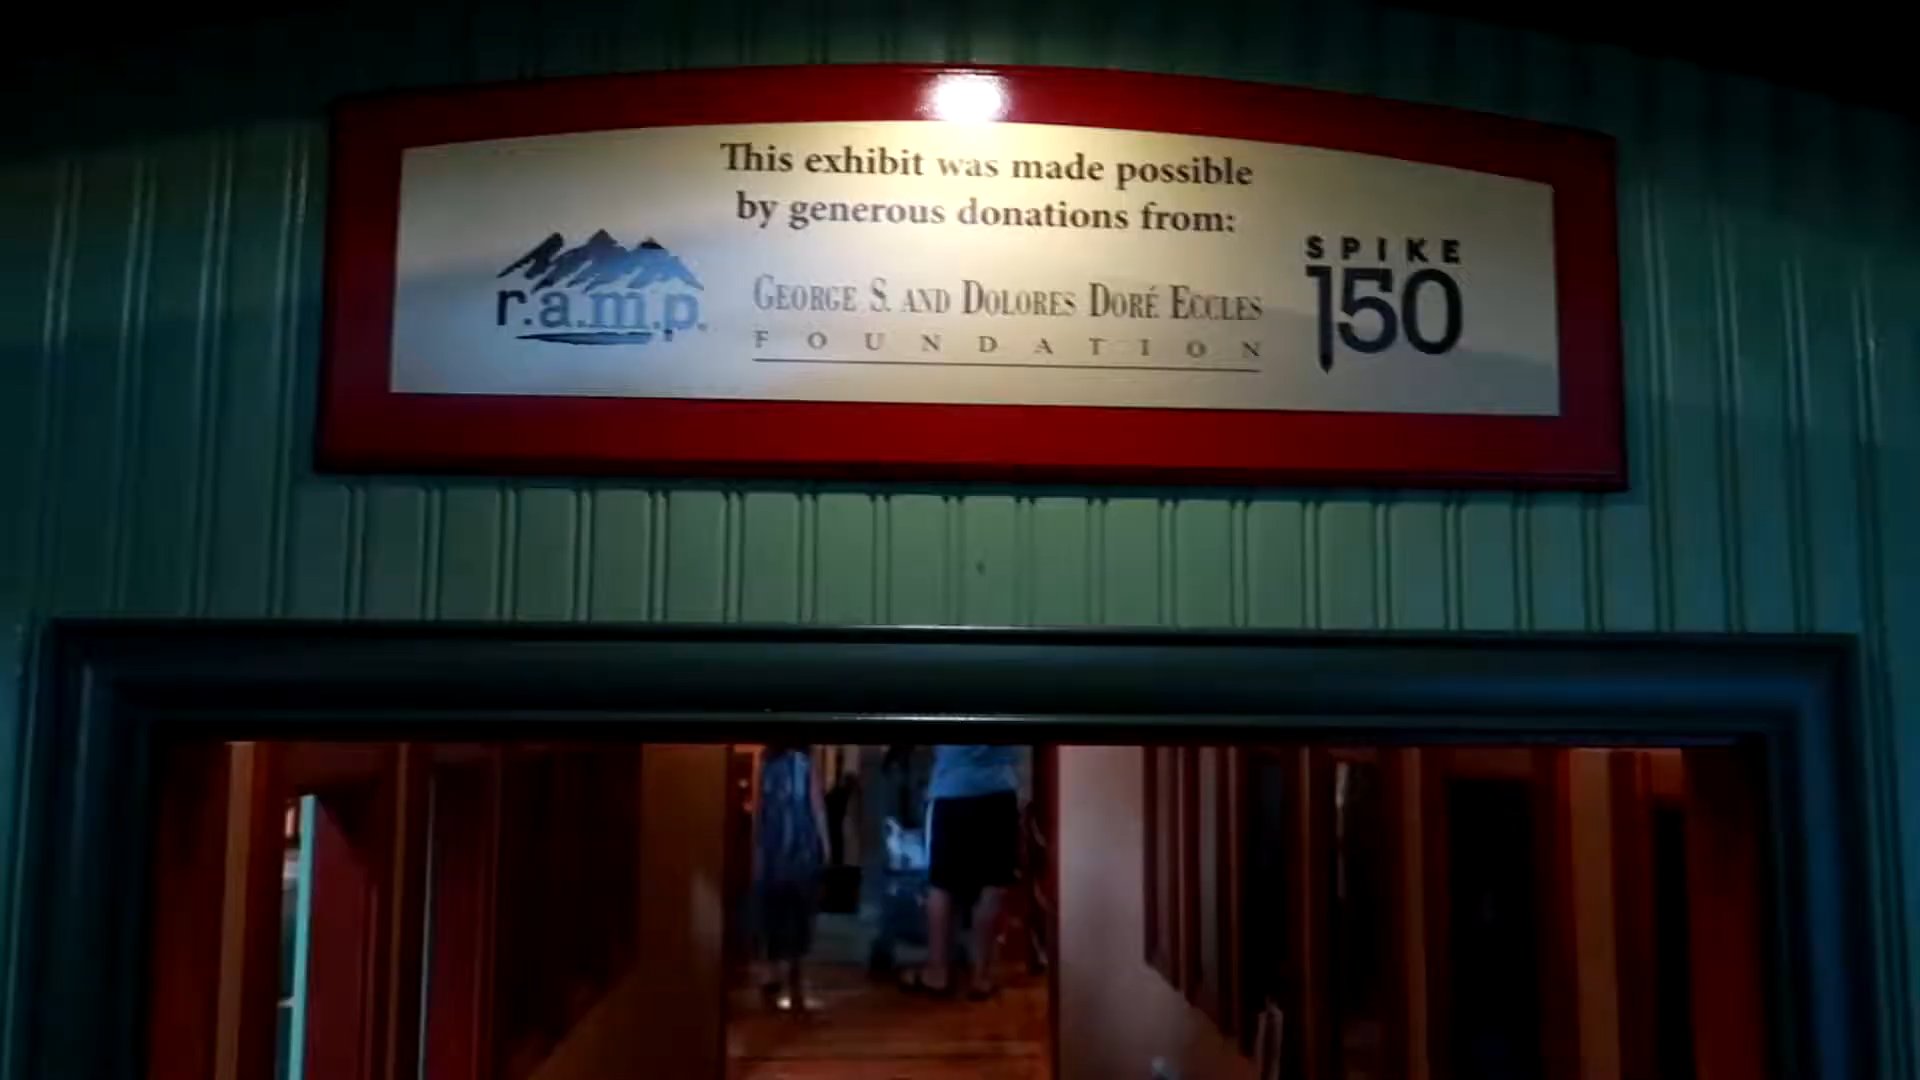 This exhibit was made possible
by generous donations from:
r.a.m.p.
GEORGE S. AND DOLORES DORÉ ECCLES
FOUNDATION
SPIKE
150